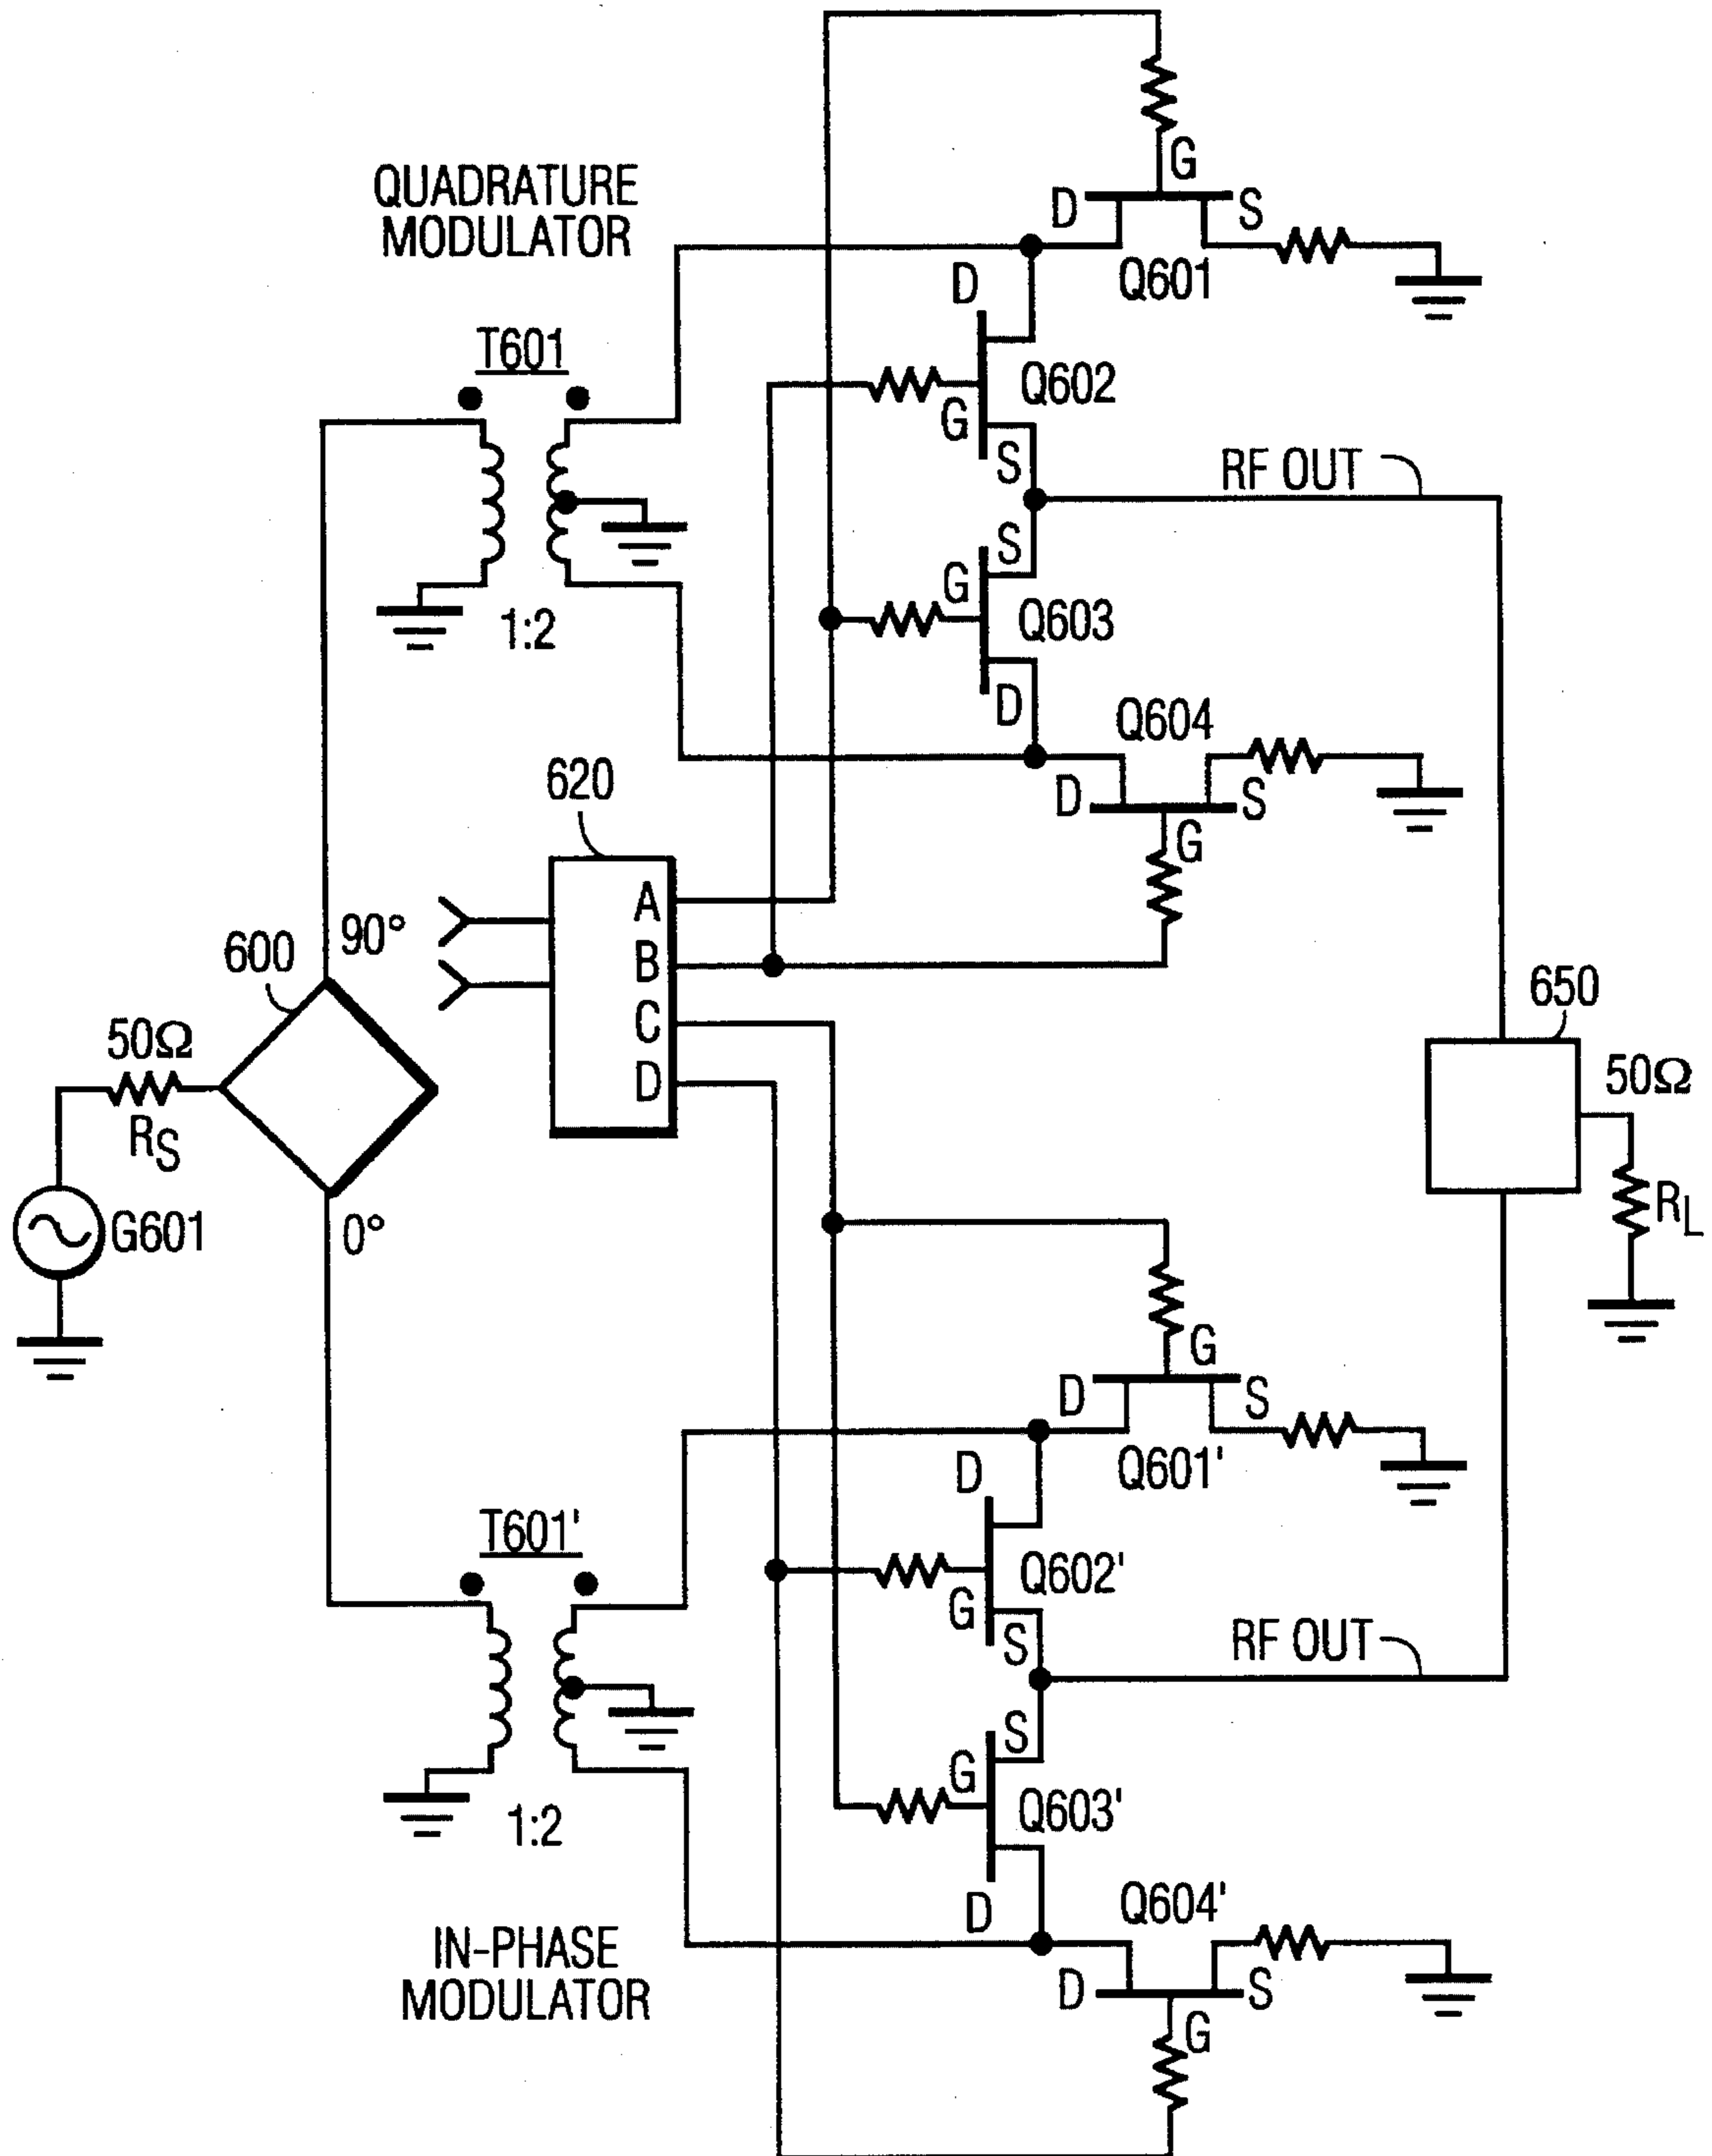 QUADRATURE
MODULATOR
G
D
S
Q601
D
T601
Q602
G
S
RF OUT
S
G
Q603
1:2
D
Q604
620
D
S
G
A
90°
B
600
650
C
50Ω
50Ω
D
RS
RL
G601
0°
G
D
S
Q601'
D
T601'
Q602'
G
S
RF OUT
S
G
Q603'
1:2
D
Q604'
IN-PHASE
MODULATOR
D
S
G